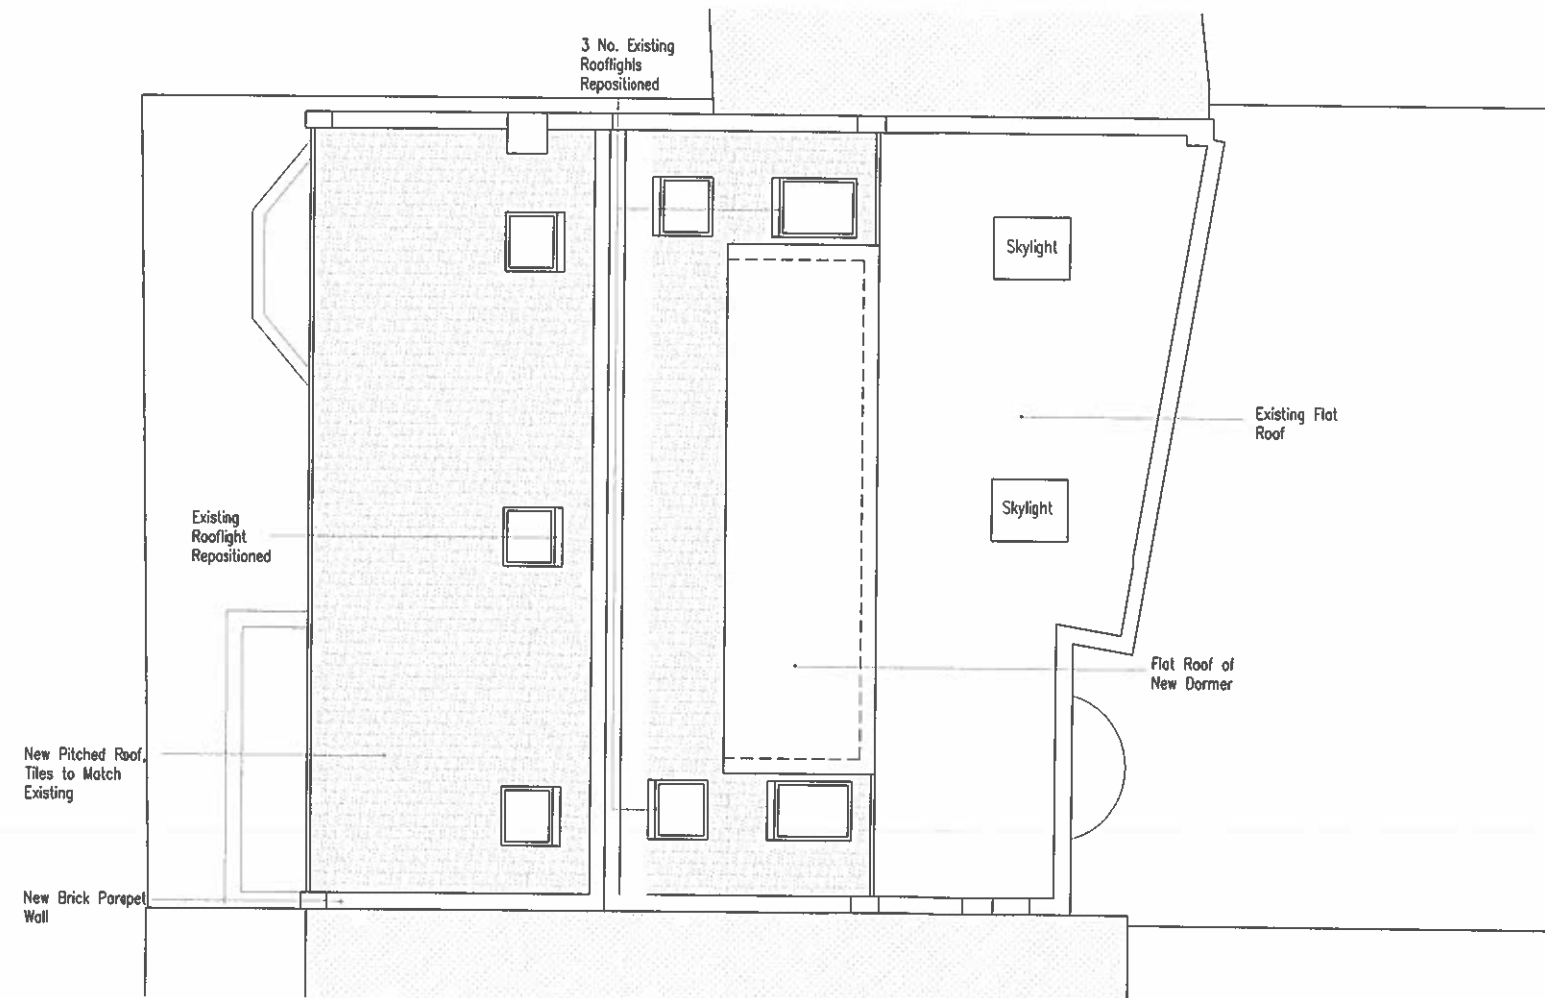 3 No. Existing
Rooflights
Repositioned
Skylight
Existing Flat
Roof
Skylight
Existing
Rooflight
Repositioned
Flat Roof of
New Dormer
New Pitched Roof,
Tiles to Match
Existing
New Brick Parapet
Wall